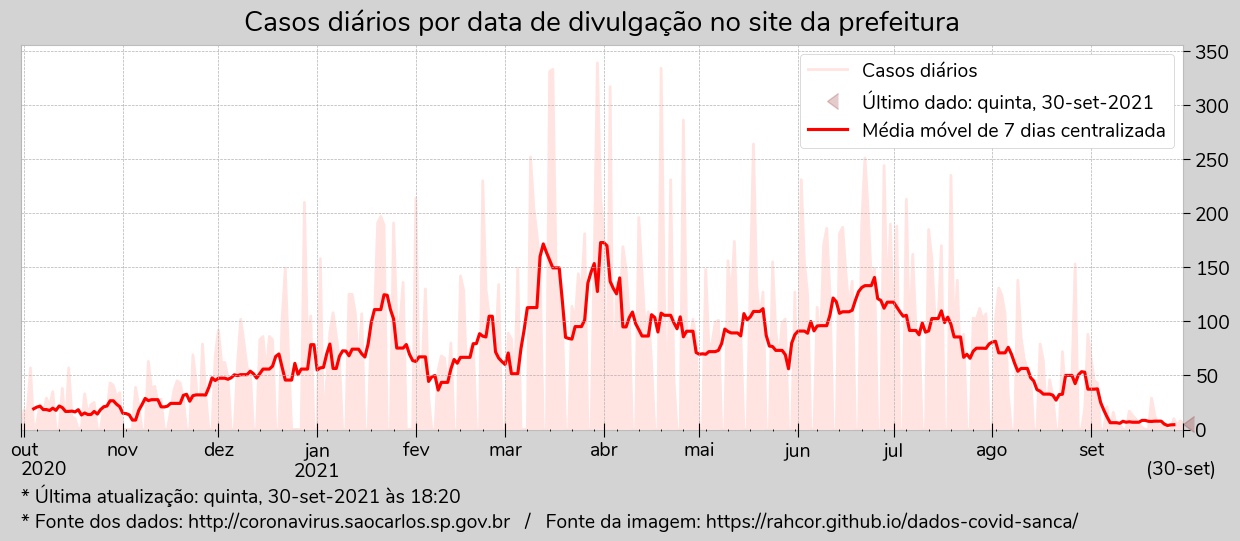 Casos diários por data de divulgação no site da prefeitura
Casos diários
Último dado: quinta, 30-set-2021
Média móvel de 7 dias centralizada
350
300
250
200
150
100
50
0
out nov dez jan fev mar abr mai jun jul ago set
2020 2021 (30-set)
* Última atualização: quinta, 30-set-2021 às 18:20
* Fonte dos dados: http://coronavirus.saocarlos.sp.gov.br / Fonte da imagem: https://rahcor.github.io/dados-covid-sanca/